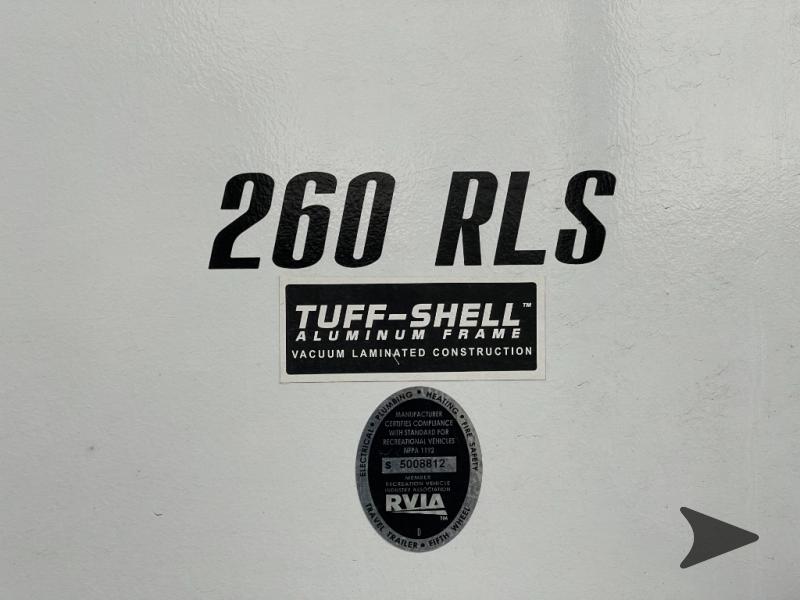 260 RLS
TUFF-SHELL™
ALUMINUM FRAME
VACUUM LAMINATED CONSTRUCTION
ELECTRICAL • PLUMBING • HEATING • FIRE SAFETY
MANUFACTURER
CERTIFIES COMPLIANCE
WITH STANDARD FOR
RECREATIONAL VEHICLES
NFPA 1192
S 5008812
MEMBER
RECREATION VEHICLE
INDUSTRY ASSOCIATION
RVIA
TM
D
TRAVEL TRAILER • FIFTH WHEEL